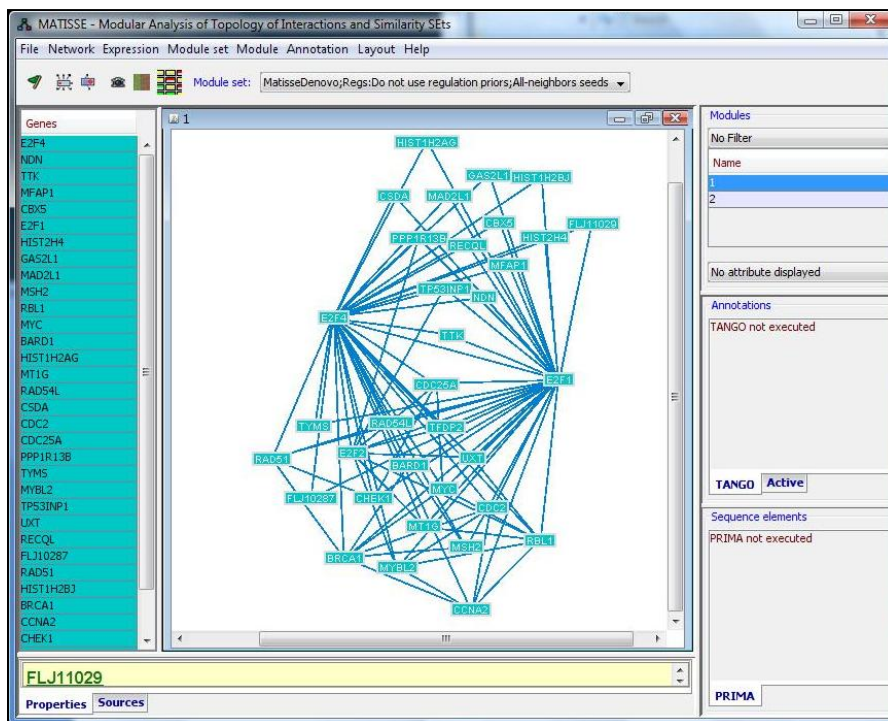 MATISSE - Modular Analysis of Topology of Interactions and Similarity SEts
File Network Expression Module set Module Annotation Layout Help
Module set: MatisseDenovo;Regs:Do not use regulation priors;All-neighbors seeds
Genes
E2F4
NDN
TTK
MFAP1
CBX5
E2F1
HIST2H4
GAS2L1
MAD2L1
MSH2
RBL1
MYC
BARD1
HIST1H2AG
MT1G
RAD54L
CSDA
CDC2
CDC25A
PPP1R13B
TYMS
MYBL2
TP53INP1
UXT
RECQL
FLJ10287
RAD51
HIST1H2BJ
BRCA1
CCNA2
CHEK1
1
HIST1H2AG
GAS2L1 HIST1H2BJ
CSDA MAD2L1
CBX5 FLJ11029
PPP1R13B RECQL HIST2H4
MFAP1
TP53INP1 NDN
E2F4
TTK
CDC25A E2F1
TYMS RAD54L TFDP2
RAD51 E2F2 BARD1 UXT
FLJ10287 CHEK1 MYC
CDC2
MT1G
BRCA1 MYBL2 MSH2 RBL1
CCNA2
Modules
No Filter
Name
1
2
No attribute displayed
Annotations
TANGO not executed
TANGO Active
Sequence elements
PRIMA not executed
PRIMA
FLJ11029
Properties Sources